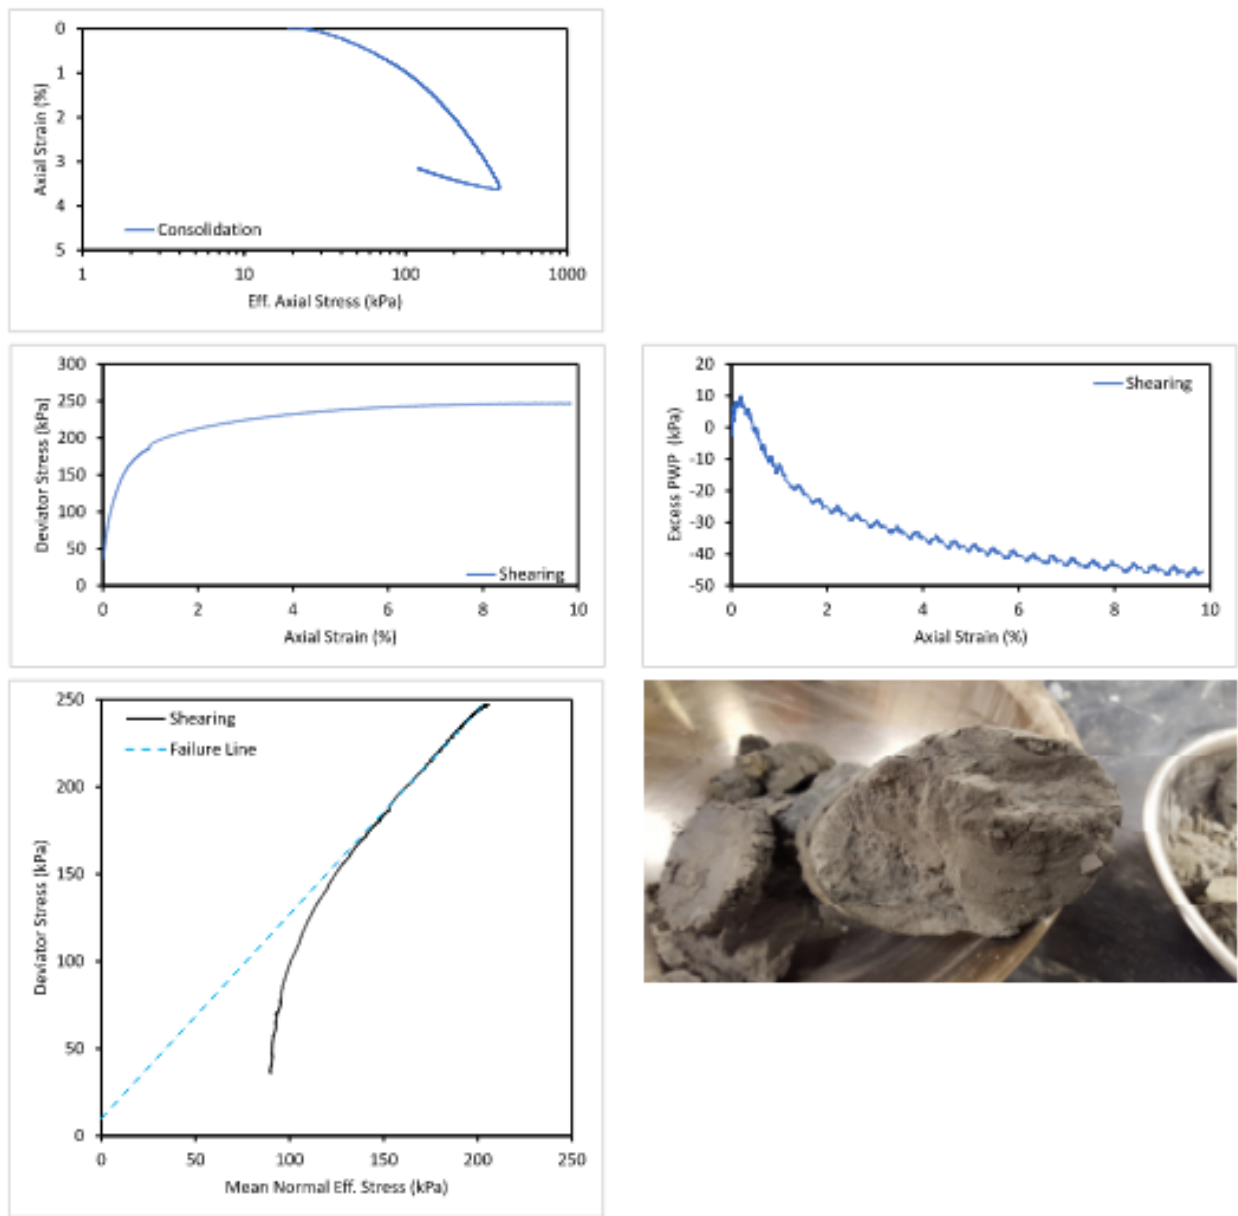 0
1
2
3
4
5
Axial Strain (%)
Consolidation
1 10 100 1000
Eff. Axial Stress (kPa)
300
250
200
150
100
50
0
Deviator Stress (kPa)
Shearing
0 2 4 6 8 10
Axial Strain (%)
20
10
0
-10
-20
-30
-40
-50
Excess PWP (kPa)
Shearing
0 2 4 6 8 10
Axial Strain (%)
250
200
150
100
50
0
Deviator Stress (kPa)
Shearing
Failure Line
0 50 100 150 200 250
Mean Normal Eff. Stress (kPa)